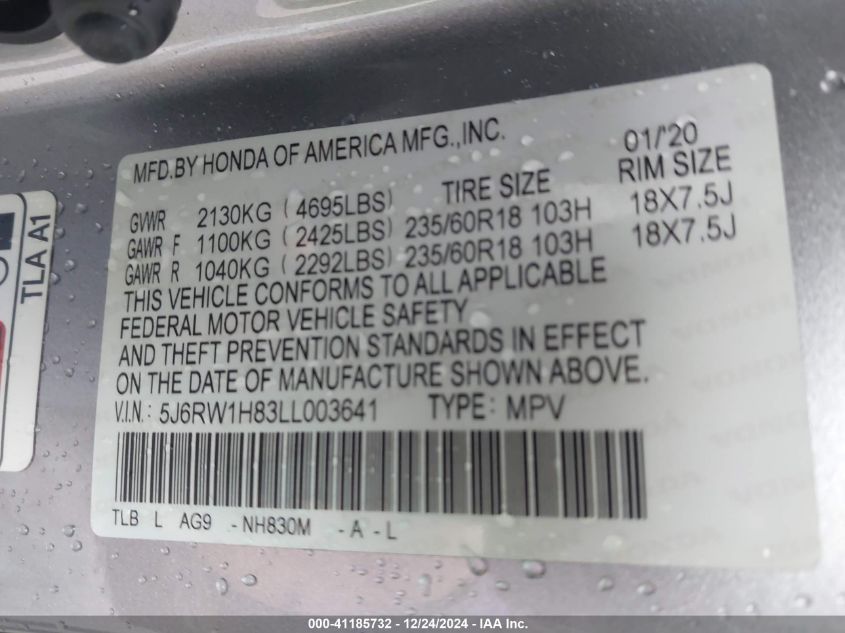 MFD.BY HONDA OF AMERICA MFG.,INC. 01/'20
TIRE SIZE RIM SIZE
GVWR 2130KG (4695LBS)
GAWR F 1100KG (2425LBS) 235/60R18 103H 18X7.5J
GAWR R 1040KG (2292LBS) 235/60R18 103H 18X7.5J
THIS VEHICLE CONFORMS TO ALL APPLICABLE
FEDERAL MOTOR VEHICLE SAFETY
AND THEFT PREVENTION STANDARDS IN EFFECT
ON THE DATE OF MANUFACTURE SHOWN ABOVE.
V.I.N.: 5J6RW1H83LL003641 TYPE: MPV
TLB L AG9 -NH830M -A-L
TLA A1
000-41185732 - 12/24/2024 - IAA Inc.